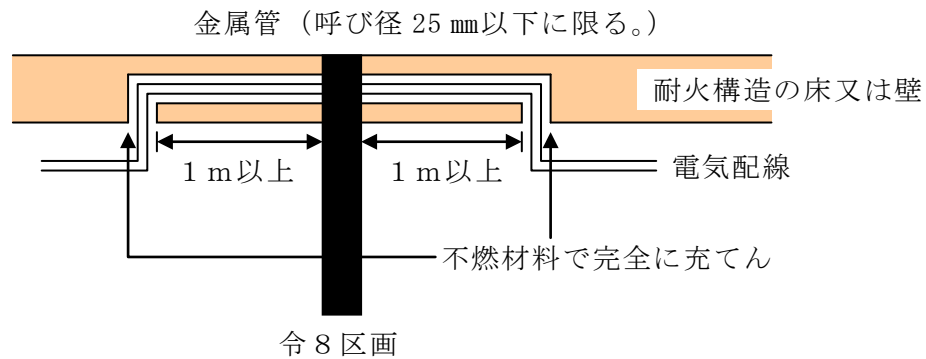 金属管（呼び径 25 ㎜以下に限る。）
耐火構造の床又は壁
１ｍ以上
１ｍ以上
電気配線
不燃材料で完全に充てん
令８区画